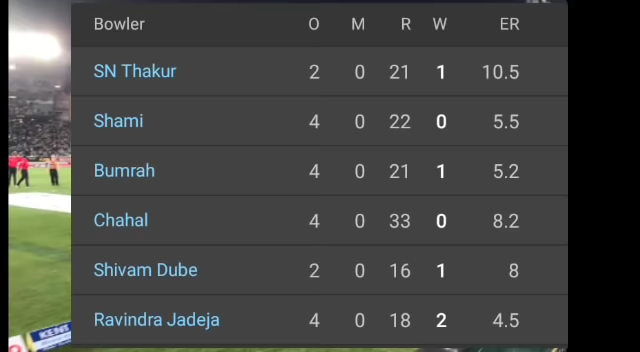 Bowler O M R W ER
SN Thakur 2 0 21 1 10.5
Shami 4 0 22 0 5.5
Bumrah 4 0 21 1 5.2
Chahal 4 0 33 0 8.2
Shivam Dube 2 0 16 1 8
Ravindra Jadeja 4 0 18 2 4.5
KENT